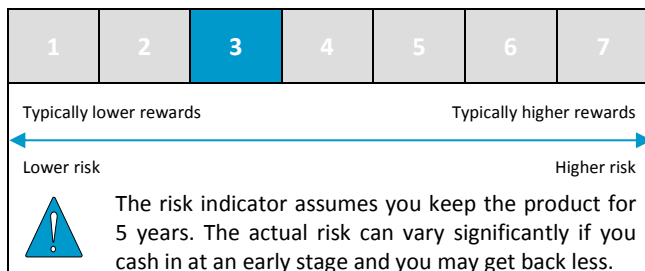 1 2 3 4 5 6 7
Typically lower rewards Typically higher rewards
Lower risk Higher risk
The risk indicator assumes you keep the product for
5 years. The actual risk can vary significantly if you
cash in at an early stage and you may get back less.